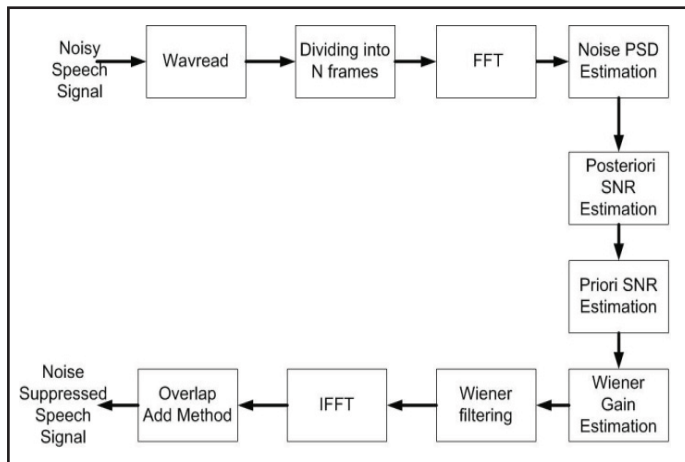 Noisy
Speech
Signal
Wavread
Dividing into
N frames
FFT
Noise PSD
Estimation
Posteriori
SNR
Estimation
Priori SNR
Estimation
Wiener
Gain
Estimation
Wiener
filtering
IFFT
Overlap
Add Method
Noise
Suppressed
Speech
Signal